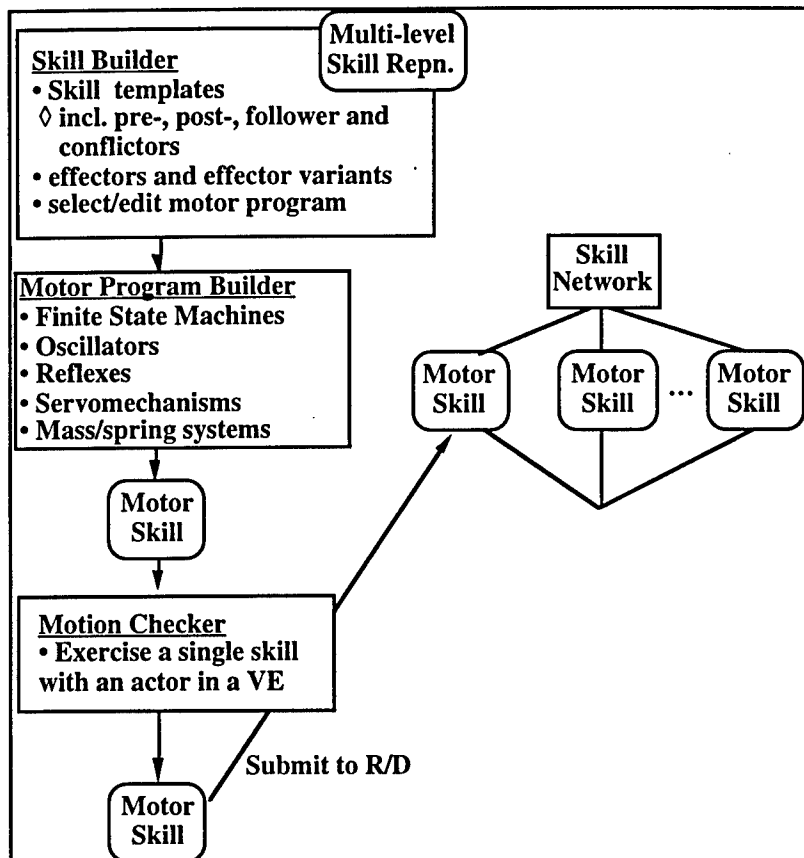 Multi-level
Skill Repn.
Skill Builder
• Skill templates
◊ incl. pre-, post-, follower and
conflictors
• effectors and effector variants
• select/edit motor program
Motor Program Builder
• Finite State Machines
• Oscillators
• Reflexes
• Servomechanisms
• Mass/spring systems
Motor
Skill
Motion Checker
• Exercise a single skill
with an actor in a VE
Submit to R/D
Motor
Skill
Skill
Network
Motor
Skill
Motor
Skill
...
Motor
Skill